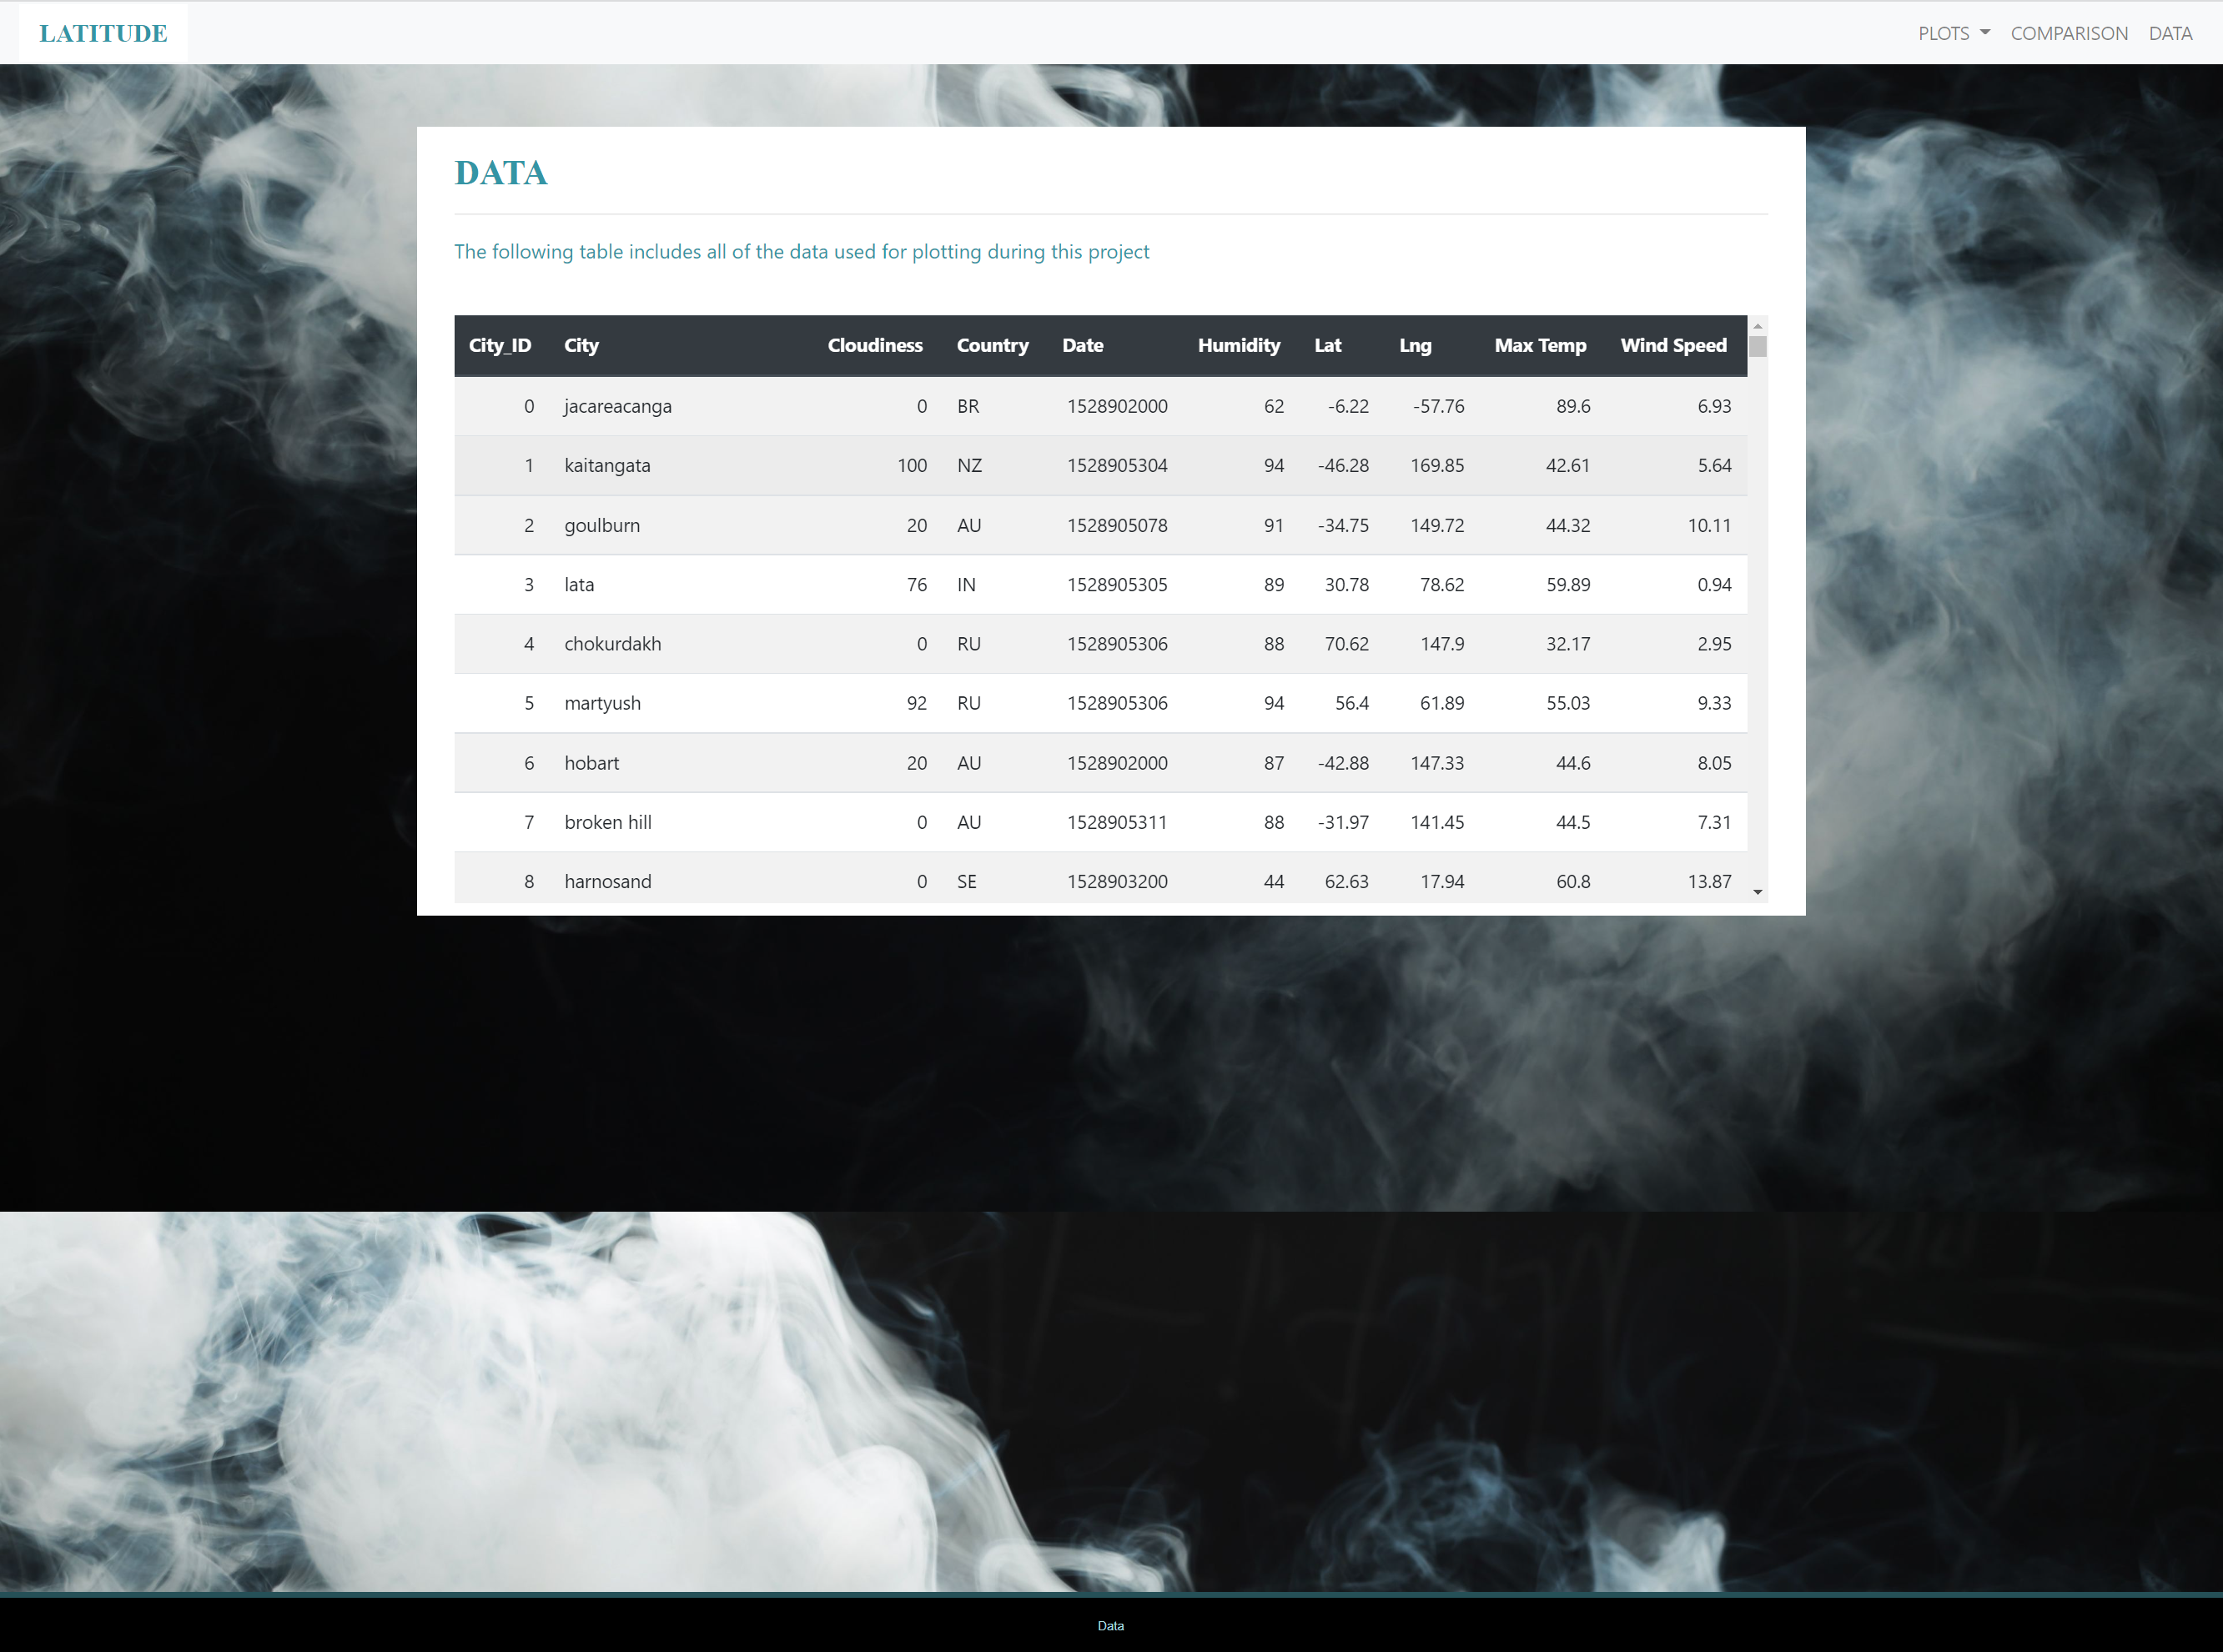 LATITUDE PLOTS COMPARISON DATA
DATA
The following table includes all of the data used for plotting during this project
City_ID City Cloudiness Country Date Humidity Lat Lng Max Temp Wind Speed
0 jacareacanga 0 BR 1528902000 62 -6.22 -57.76 89.6 6.93
1 kaitangata 100 NZ 1528905304 94 -46.28 169.85 42.61 5.64
2 goulburn 20 AU 1528905078 91 -34.75 149.72 44.32 10.11
3 lata 76 IN 1528905305 89 30.78 78.62 59.89 0.94
4 chokurdakh 0 RU 1528905306 88 70.62 147.9 32.17 2.95
5 martyush 92 RU 1528905306 94 56.4 61.89 55.03 9.33
6 hobart 20 AU 1528902000 87 -42.88 147.33 44.6 8.05
7 broken hill 0 AU 1528905311 88 -31.97 141.45 44.5 7.31
8 harnosand 0 SE 1528903200 44 62.63 17.94 60.8 13.87
Data